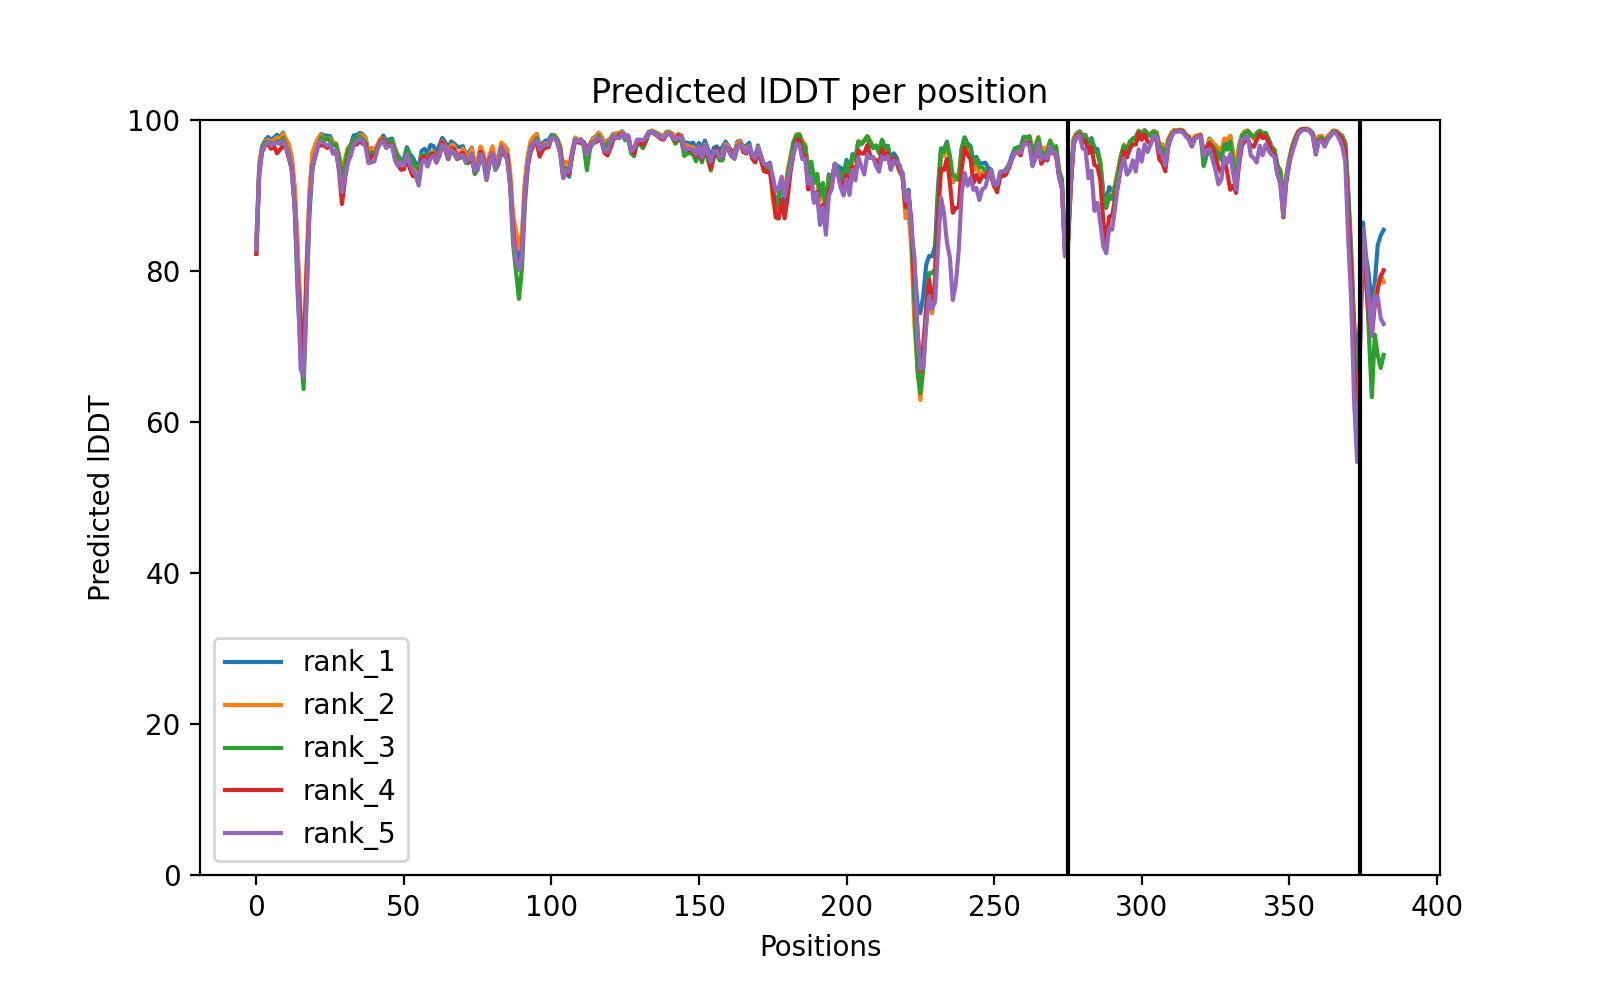 Predicted lDDT per position
100
80
60
40
20
0
Predicted lDDT
rank_1
rank_2
rank_3
rank_4
rank_5
0 50 100 150 200 250 300 350 400
Positions